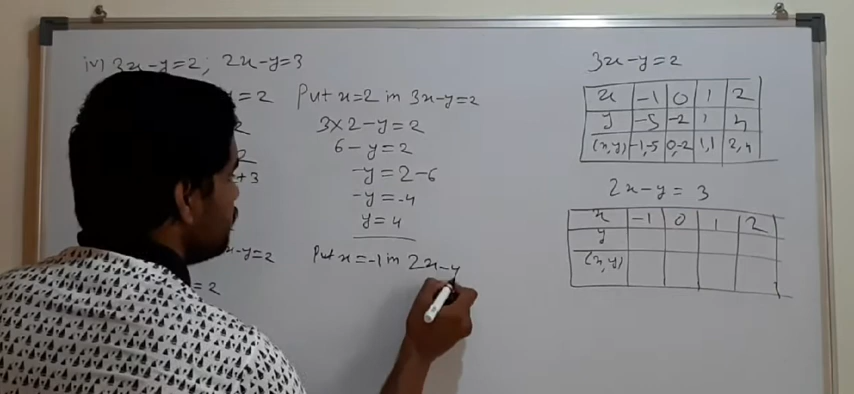 iv) 3x-y=2; 2x-y=3
=2
2
2
+3
x-y=2
=2
Put x=2 in 3x-y=2
3×2-y=2
6-y=2
-y=2-6
-y=-4
y=4
Put x=-1 in 2x-y
3x-y=2
x -1 0 1 2
y -5 -2 1 4
(x,y) -1,-5 0,-2 1,1 2,4
2x-y=3
x -1 0 1 2
y
(x,y)